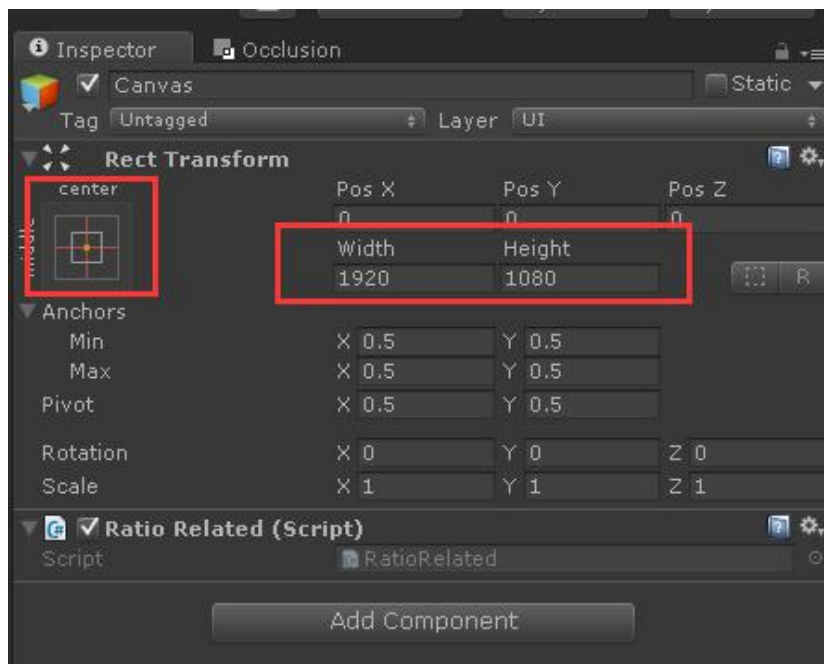 Inspector Occlusion
Canvas Static
Tag Untagged Layer UI
Rect Transform
center Pos X Pos Y Pos Z
0 0 0
middle
Width Height
1920 1080
R
Anchors
Min X 0.5 Y 0.5
Max X 0.5 Y 0.5
Pivot X 0.5 Y 0.5
Rotation X 0 Y 0 Z 0
Scale X 1 Y 1 Z 1
Ratio Related (Script)
Script RatioRelated
Add Component